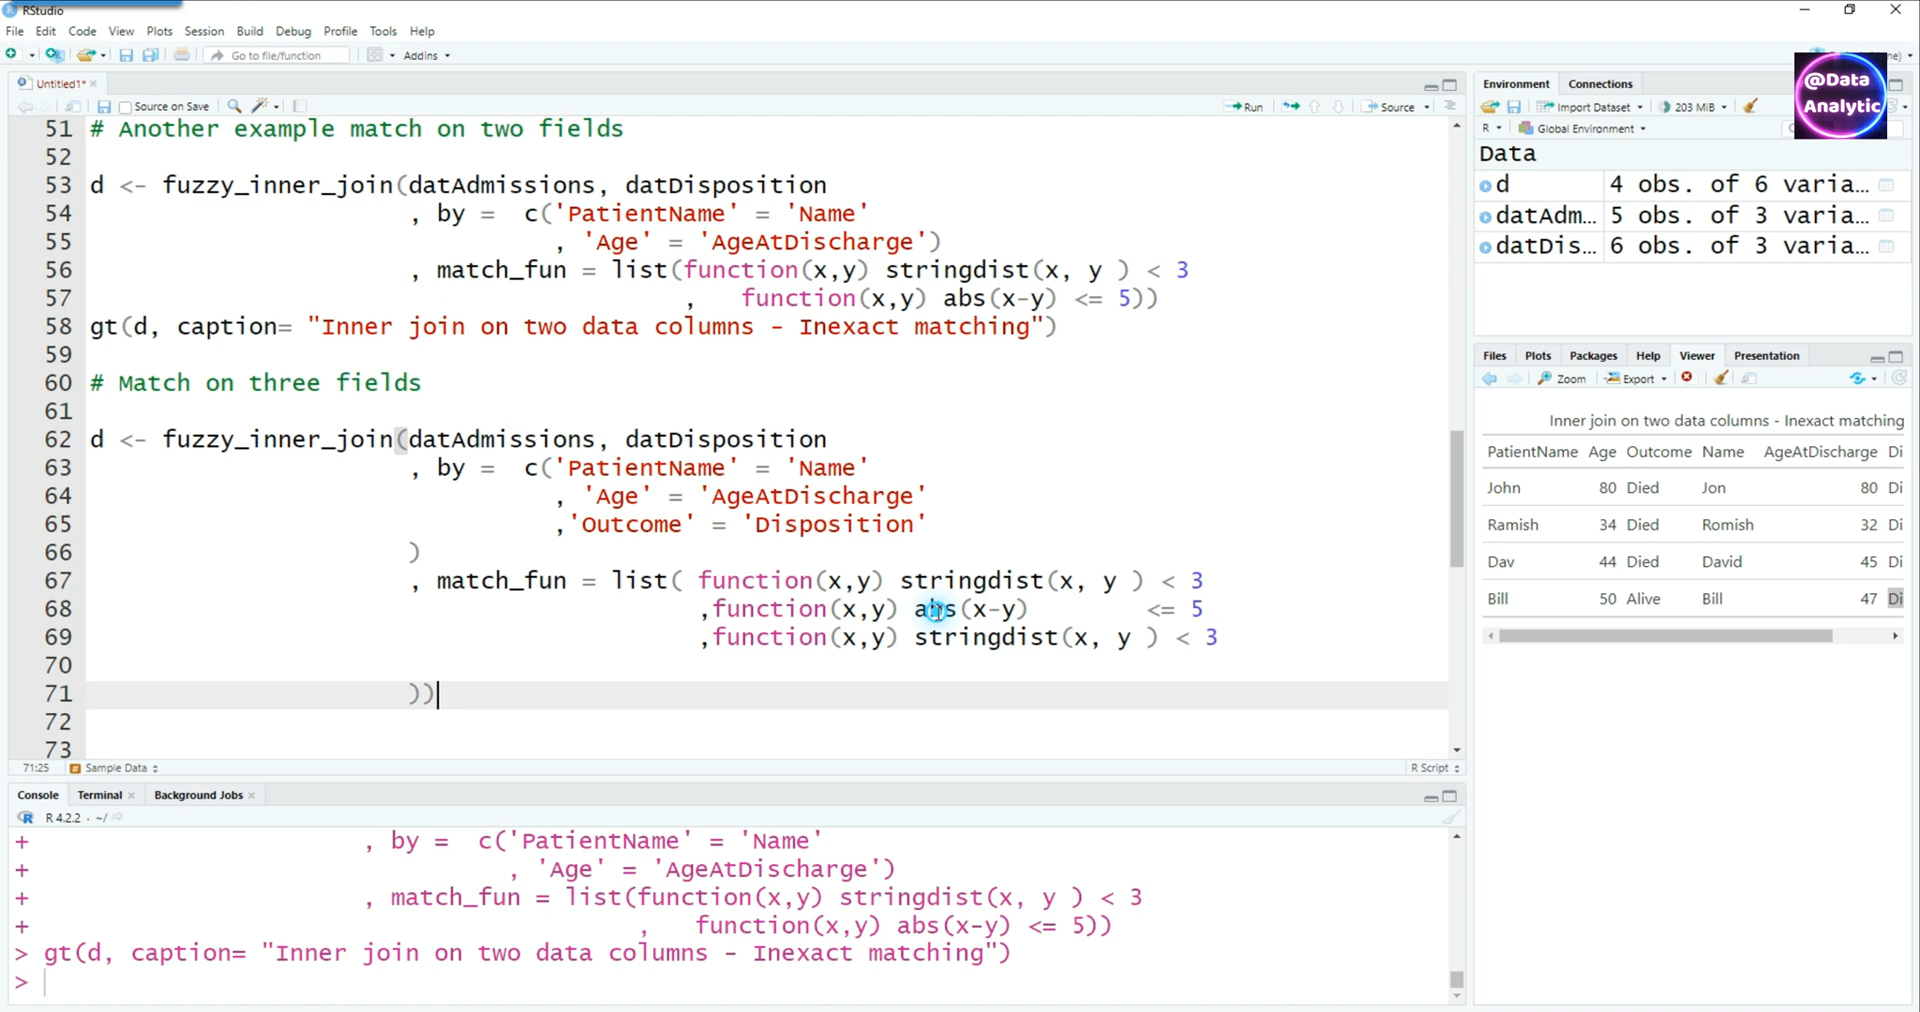 RStudio
File Edit Code View Plots Session Build Debug Profile Tools Help
Go to file/function Addins
@Data
Analytic
Untitled1*
Source on Save Run Source
51 # Another example match on two fields
52
53 d <- fuzzy_inner_join(datAdmissions, datDisposition
54 , by = c('PatientName' = 'Name'
55 , 'Age' = 'AgeAtDischarge')
56 , match_fun = list(function(x,y) stringdist(x, y ) < 3
57 , function(x,y) abs(x-y) <= 5))
58 gt(d, caption= "Inner join on two data columns - Inexact matching")
59
60 # Match on three fields
61
62 d <- fuzzy_inner_join(datAdmissions, datDisposition
63 , by = c('PatientName' = 'Name'
64 , 'Age' = 'AgeAtDischarge'
65 ,'Outcome' = 'Disposition'
66 )
67 , match_fun = list( function(x,y) stringdist(x, y ) < 3
68 ,function(x,y) abs(x-y) <= 5
69 ,function(x,y) stringdist(x, y ) < 3
70
71 ))
72
73
71:25 Sample Data R Script
Console Terminal Background Jobs
R 4.2.2 · ~/
+ , by = c('PatientName' = 'Name'
+ , 'Age' = 'AgeAtDischarge')
+ , match_fun = list(function(x,y) stringdist(x, y ) < 3
+ , function(x,y) abs(x-y) <= 5))
> gt(d, caption= "Inner join on two data columns - Inexact matching")
>
Environment Connections
Import Dataset 203 MiB
R Global Environment
Data
d 4 obs. of 6 varia...
datAdm... 5 obs. of 3 varia...
datDis... 6 obs. of 3 varia...
Files Plots Packages Help Viewer Presentation
Zoom Export
Inner join on two data columns - Inexact matching
PatientName Age Outcome Name AgeAtDischarge Di
John 80 Died Jon 80 Di
Ramish 34 Died Romish 32 Di
Dav 44 Died David 45 Di
Bill 50 Alive Bill 47 Di